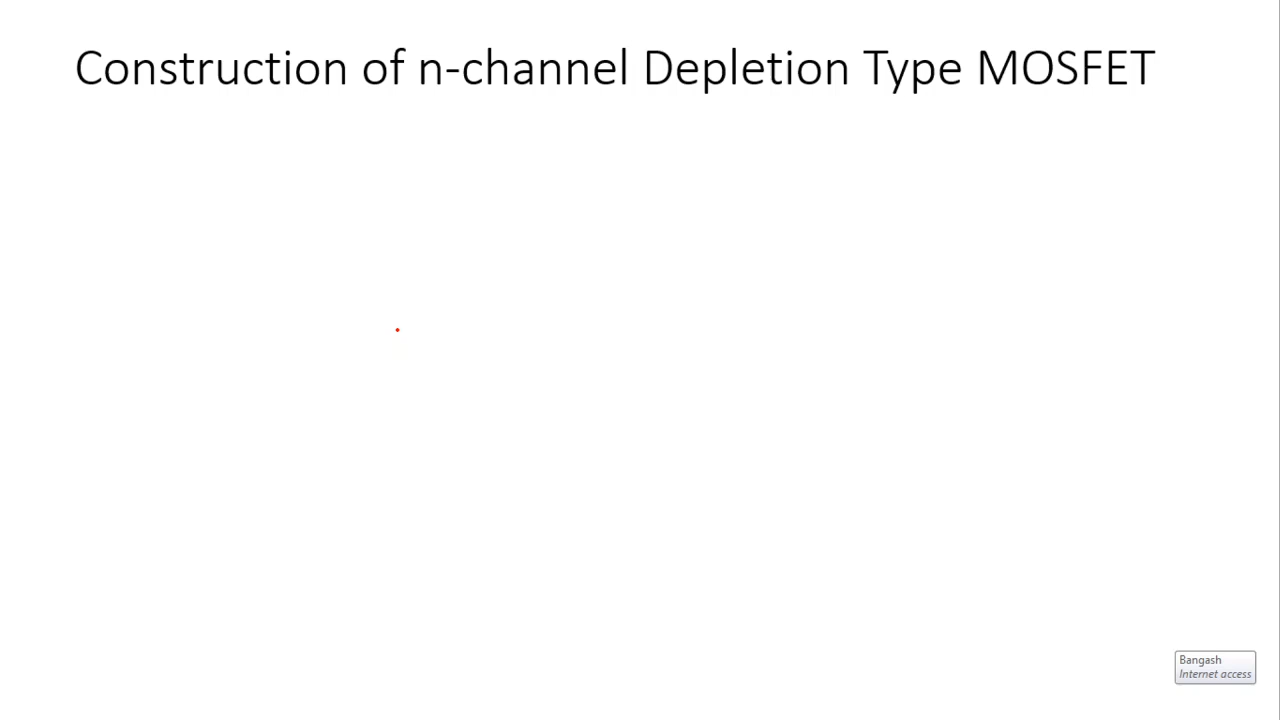 Construction of n-channel Depletion Type MOSFET
Bangash
Internet access